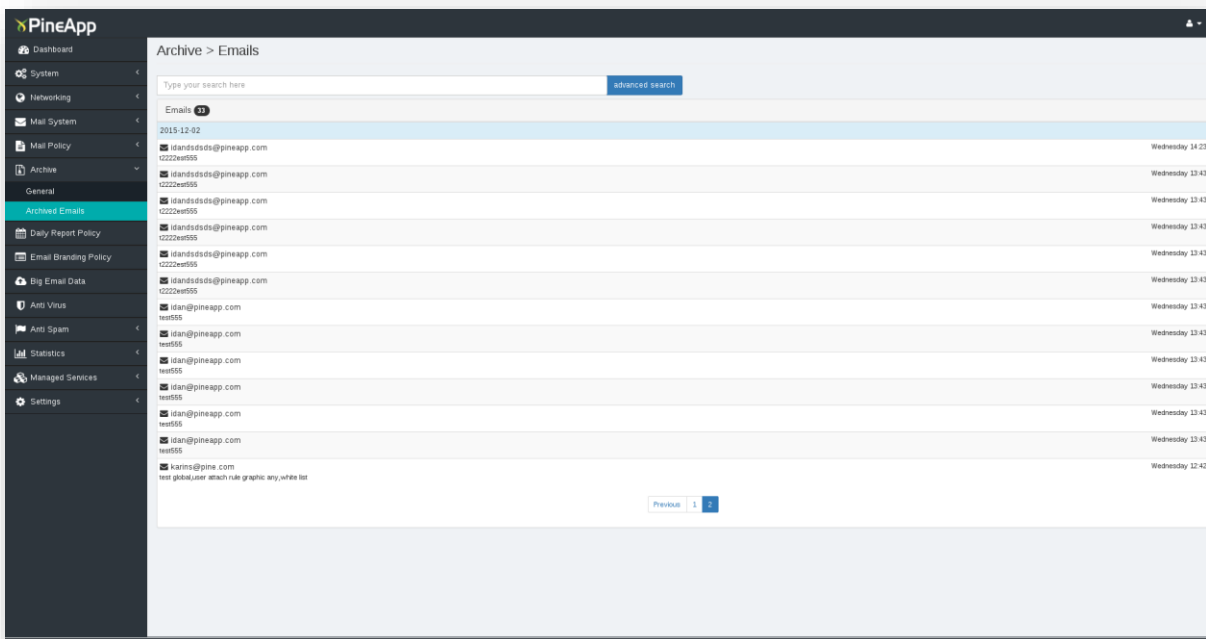 PineApp
Dashboard
System
Networking
Mail System
Mail Policy
Archive
General
Archived Emails
Daily Report Policy
Email Branding Policy
Big Email Data
Anti Virus
Anti Spam
Statistics
Managed Services
Settings
Archive > Emails
Type your search here
advanced search
Emails 33
2015-12-02
idandsdsds@pineapp.com Wednesday 14:23
t2222est555
idandsdsds@pineapp.com Wednesday 13:43
t2222est555
idandsdsds@pineapp.com Wednesday 13:43
t2222est555
idandsdsds@pineapp.com Wednesday 13:43
t2222est555
idandsdsds@pineapp.com Wednesday 13:43
t2222est555
idandsdsds@pineapp.com Wednesday 13:43
t2222est555
idan@pineapp.com Wednesday 13:43
test555
idan@pineapp.com Wednesday 13:43
test555
idan@pineapp.com Wednesday 13:43
test555
idan@pineapp.com Wednesday 13:43
test555
idan@pineapp.com Wednesday 13:43
test555
idan@pineapp.com Wednesday 13:43
test555
karins@pine.com Wednesday 12:42
test global,user attach rule graphic any,white list
Previous 1 2